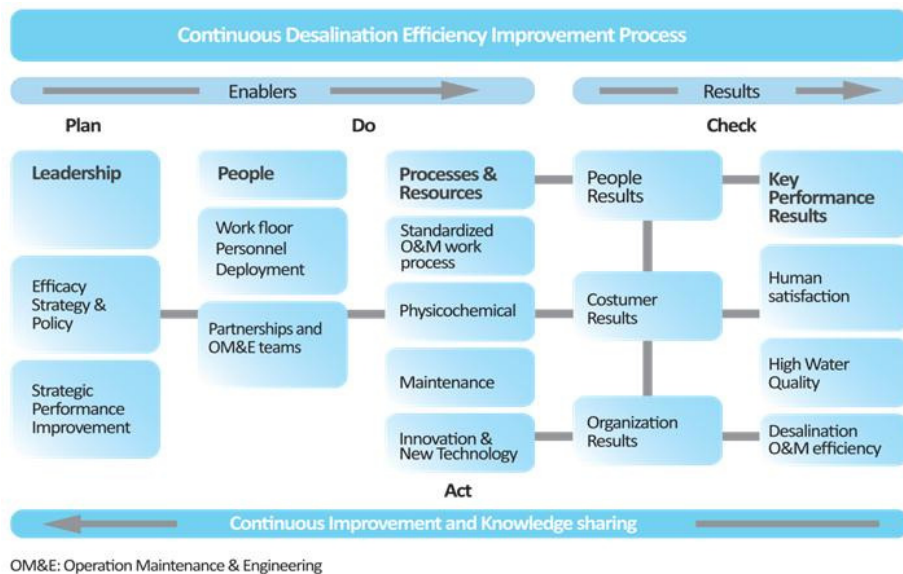 Continuous Desalination Efficiency Improvement Process
Enablers
Results
Plan
Do
Check
Leadership
Efficacy
Strategy &
Policy
Strategic
Performance
Improvement
People
Work floor
Personnel
Deployment
Partnerships and
OM&E teams
Processes &
Resources
Standardized
O&M work
process
Physicochemical
Maintenance
Innovation &
New Technology
People
Results
Costumer
Results
Organization
Results
Key
Performance
Results
Human
satisfaction
High Water
Quality
Desalination
O&M efficiency
Act
Continuous Improvement and Knowledge sharing
OM&E: Operation Maintenance & Engineering